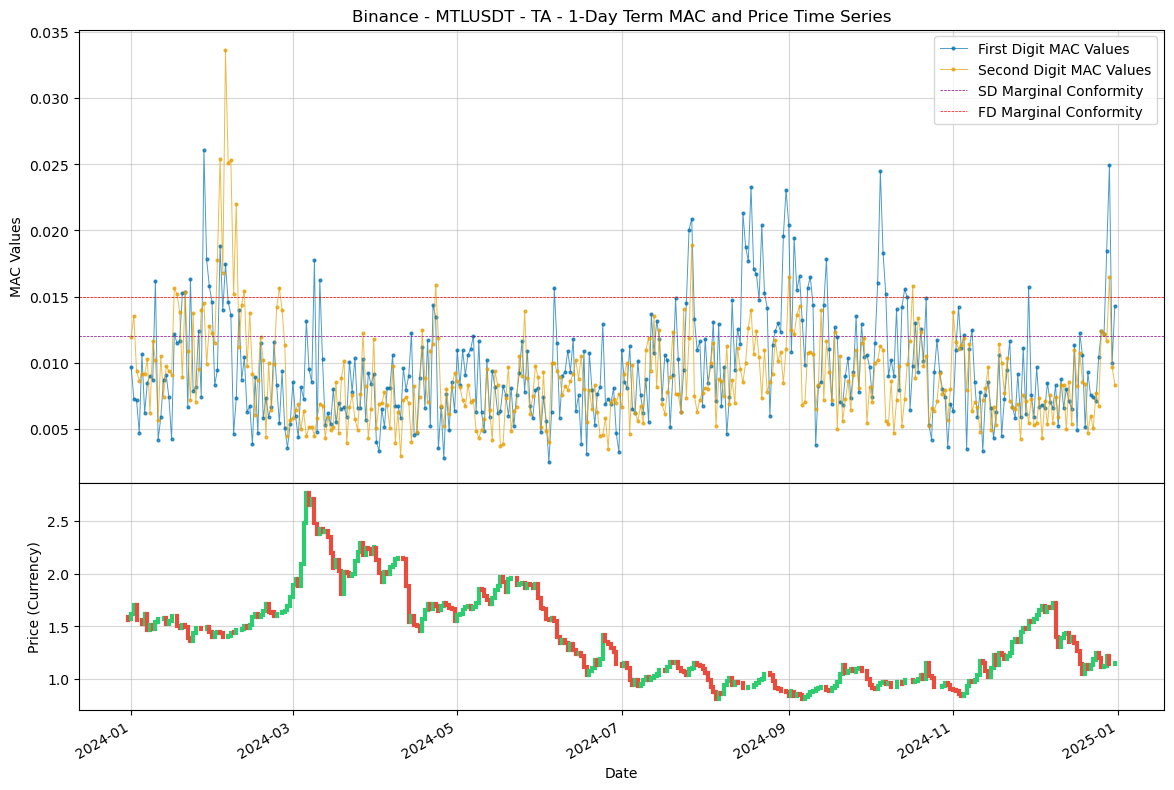 Binance - MTLUSDT - TA - 1-Day Term MAC and Price Time Series
First Digit MAC Values
Second Digit MAC Values
SD Marginal Conformity
FD Marginal Conformity
MAC Values
0.035
0.030
0.025
0.020
0.015
0.010
0.005
Price (Currency)
2.5
2.0
1.5
1.0
2024-01
2024-03
2024-05
2024-07
2024-09
2024-11
2025-01
Date